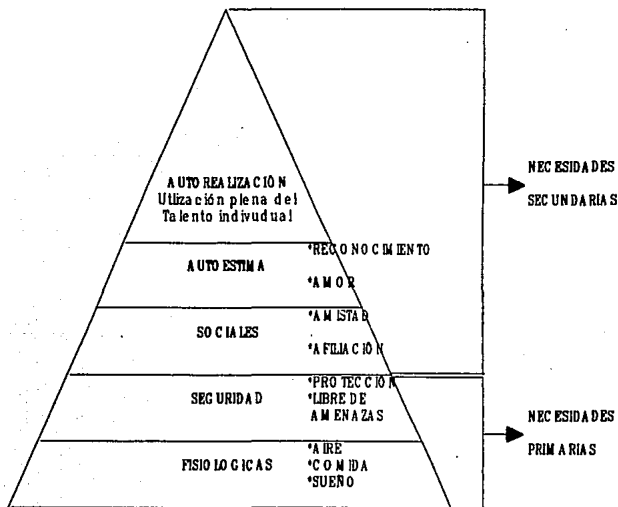 AUTOREALIZACIÓN
Utlización plena del
Talento indivudual
NECESIDADES
SECUNDARIAS
AUTOESTIMA
*RECONOCIMIENTO
*AMOR
SOCIALES
*AMISTAD
*AFILIACIÓN
SEGURIDAD
*PROTECCIÓN
*LIBRE DE
AMENAZAS
NECESIDADES
PRIMARIAS
FISIOLOGICAS
*AIRE
*COMIDA
*SUEÑO